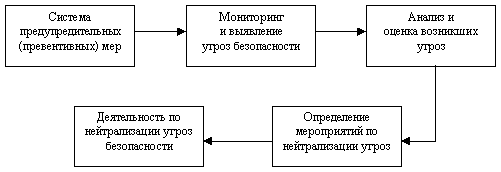 Система
предупредительных
(превентивных) мер
Мониторинг
и выявление
угроз безопасности
Анализ и
оценка возникших
угроз
Определение
мероприятий по
нейтрализации угроз
Деятельность по
нейтрализации угроз
безопасности